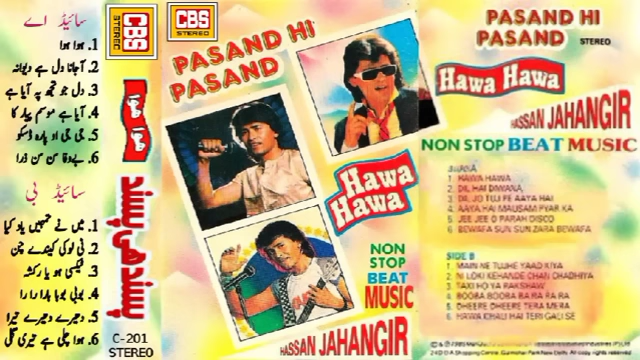 سائیڈ اے
1. ہوا ہوا
2. آجانا دل ہے دیوانہ
3. دل جو تجھ پہ آیا ہے
4. آیا ہے موسم پیار کا
5. جی جی او پارہ ڈسکو
6. بےوفا سن سن ذرا
سائیڈ بی
1. میں نے تمہیں یاد کیا
2. نی لوکی کیندے چن
3. ٹیکسی ہو یا رکشہ
4. بوبی بوبا بارا را را
5. دھیرے دھیرے تیرا
6. ہوا چلی ہے تیری گلی
CBS
STEREO
ہوا ہوا
پسند ہی پسند
C-201
STEREO
CBS
STEREO
PASAND HI
PASAND
Hawa
Hawa
NON
STOP
BEAT
MUSIC
HASSAN JAHANGIR
PASAND HI
PASAND
STEREO
Hawa Hawa
HASSAN JAHANGIR
NON STOP BEAT MUSIC
1. HAWA HAWA
2. DIL HAI DIWANA
3. DIL JO TUJ PE AAYA HAI
4. AAYA HAI MAUSAM PYAR KA
5. JEE JEE O PARAH DISCO
6. BEWAFA SUN SUN ZARA BEWAFA
SIDE B
1. MAIN NE TUJHE YAAD KIYA
2. NI LOKI KEHANDE CHAN CHADHIYA
3. TAXI HO YA RAKSHAW
4. BOOBA BOOBA BA RA RA RA
5. DHEERE DHEERE TERA MERA
6. HAWA CHALI HAI TERI GALI SE